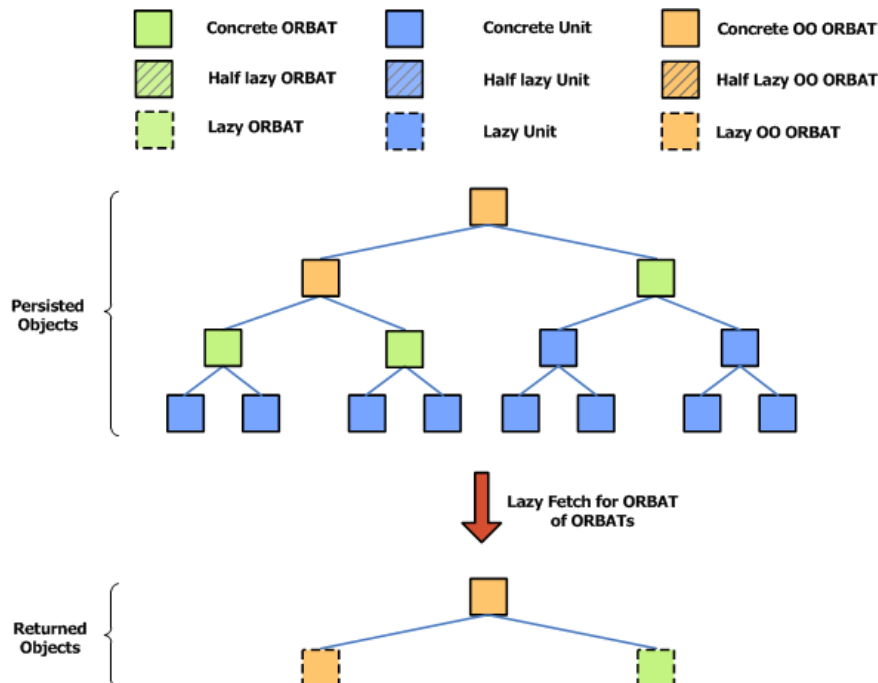 Concrete ORBAT
Concrete Unit
Concrete OO ORBAT
Half lazy ORBAT
Half lazy Unit
Half Lazy OO ORBAT
Lazy ORBAT
Lazy Unit
Lazy OO ORBAT
Persisted
Objects
Lazy Fetch for ORBAT
of ORBATs
Returned
Objects